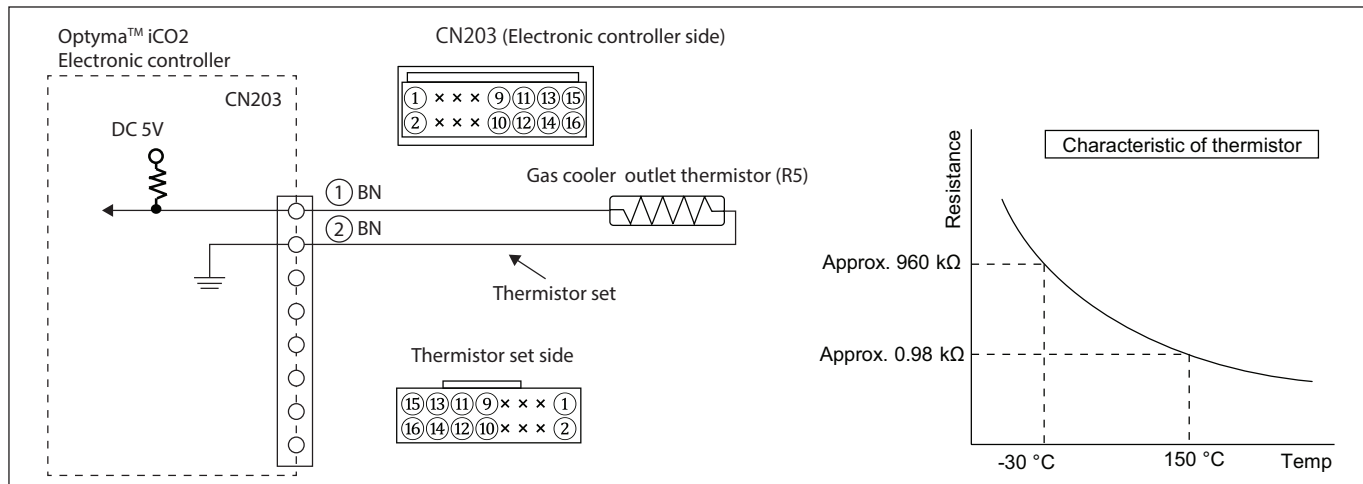 Optyma™ iCO2
Electronic controller
CN203
DC 5V
CN203 (Electronic controller side)
① × × × ⑨ ⑪ ⑬ ⑮
② × × × ⑩ ⑫ ⑭ ⑯
① BN
② BN
Gas cooler outlet thermistor (R5)
Thermistor set
Thermistor set side
⑮ ⑬ ⑪ ⑨ × × × ①
⑯ ⑭ ⑫ ⑩ × × × ②
Characteristic of thermistor
Resistance
Approx. 960 kΩ
Approx. 0.98 kΩ
-30 °C
150 °C
Temp